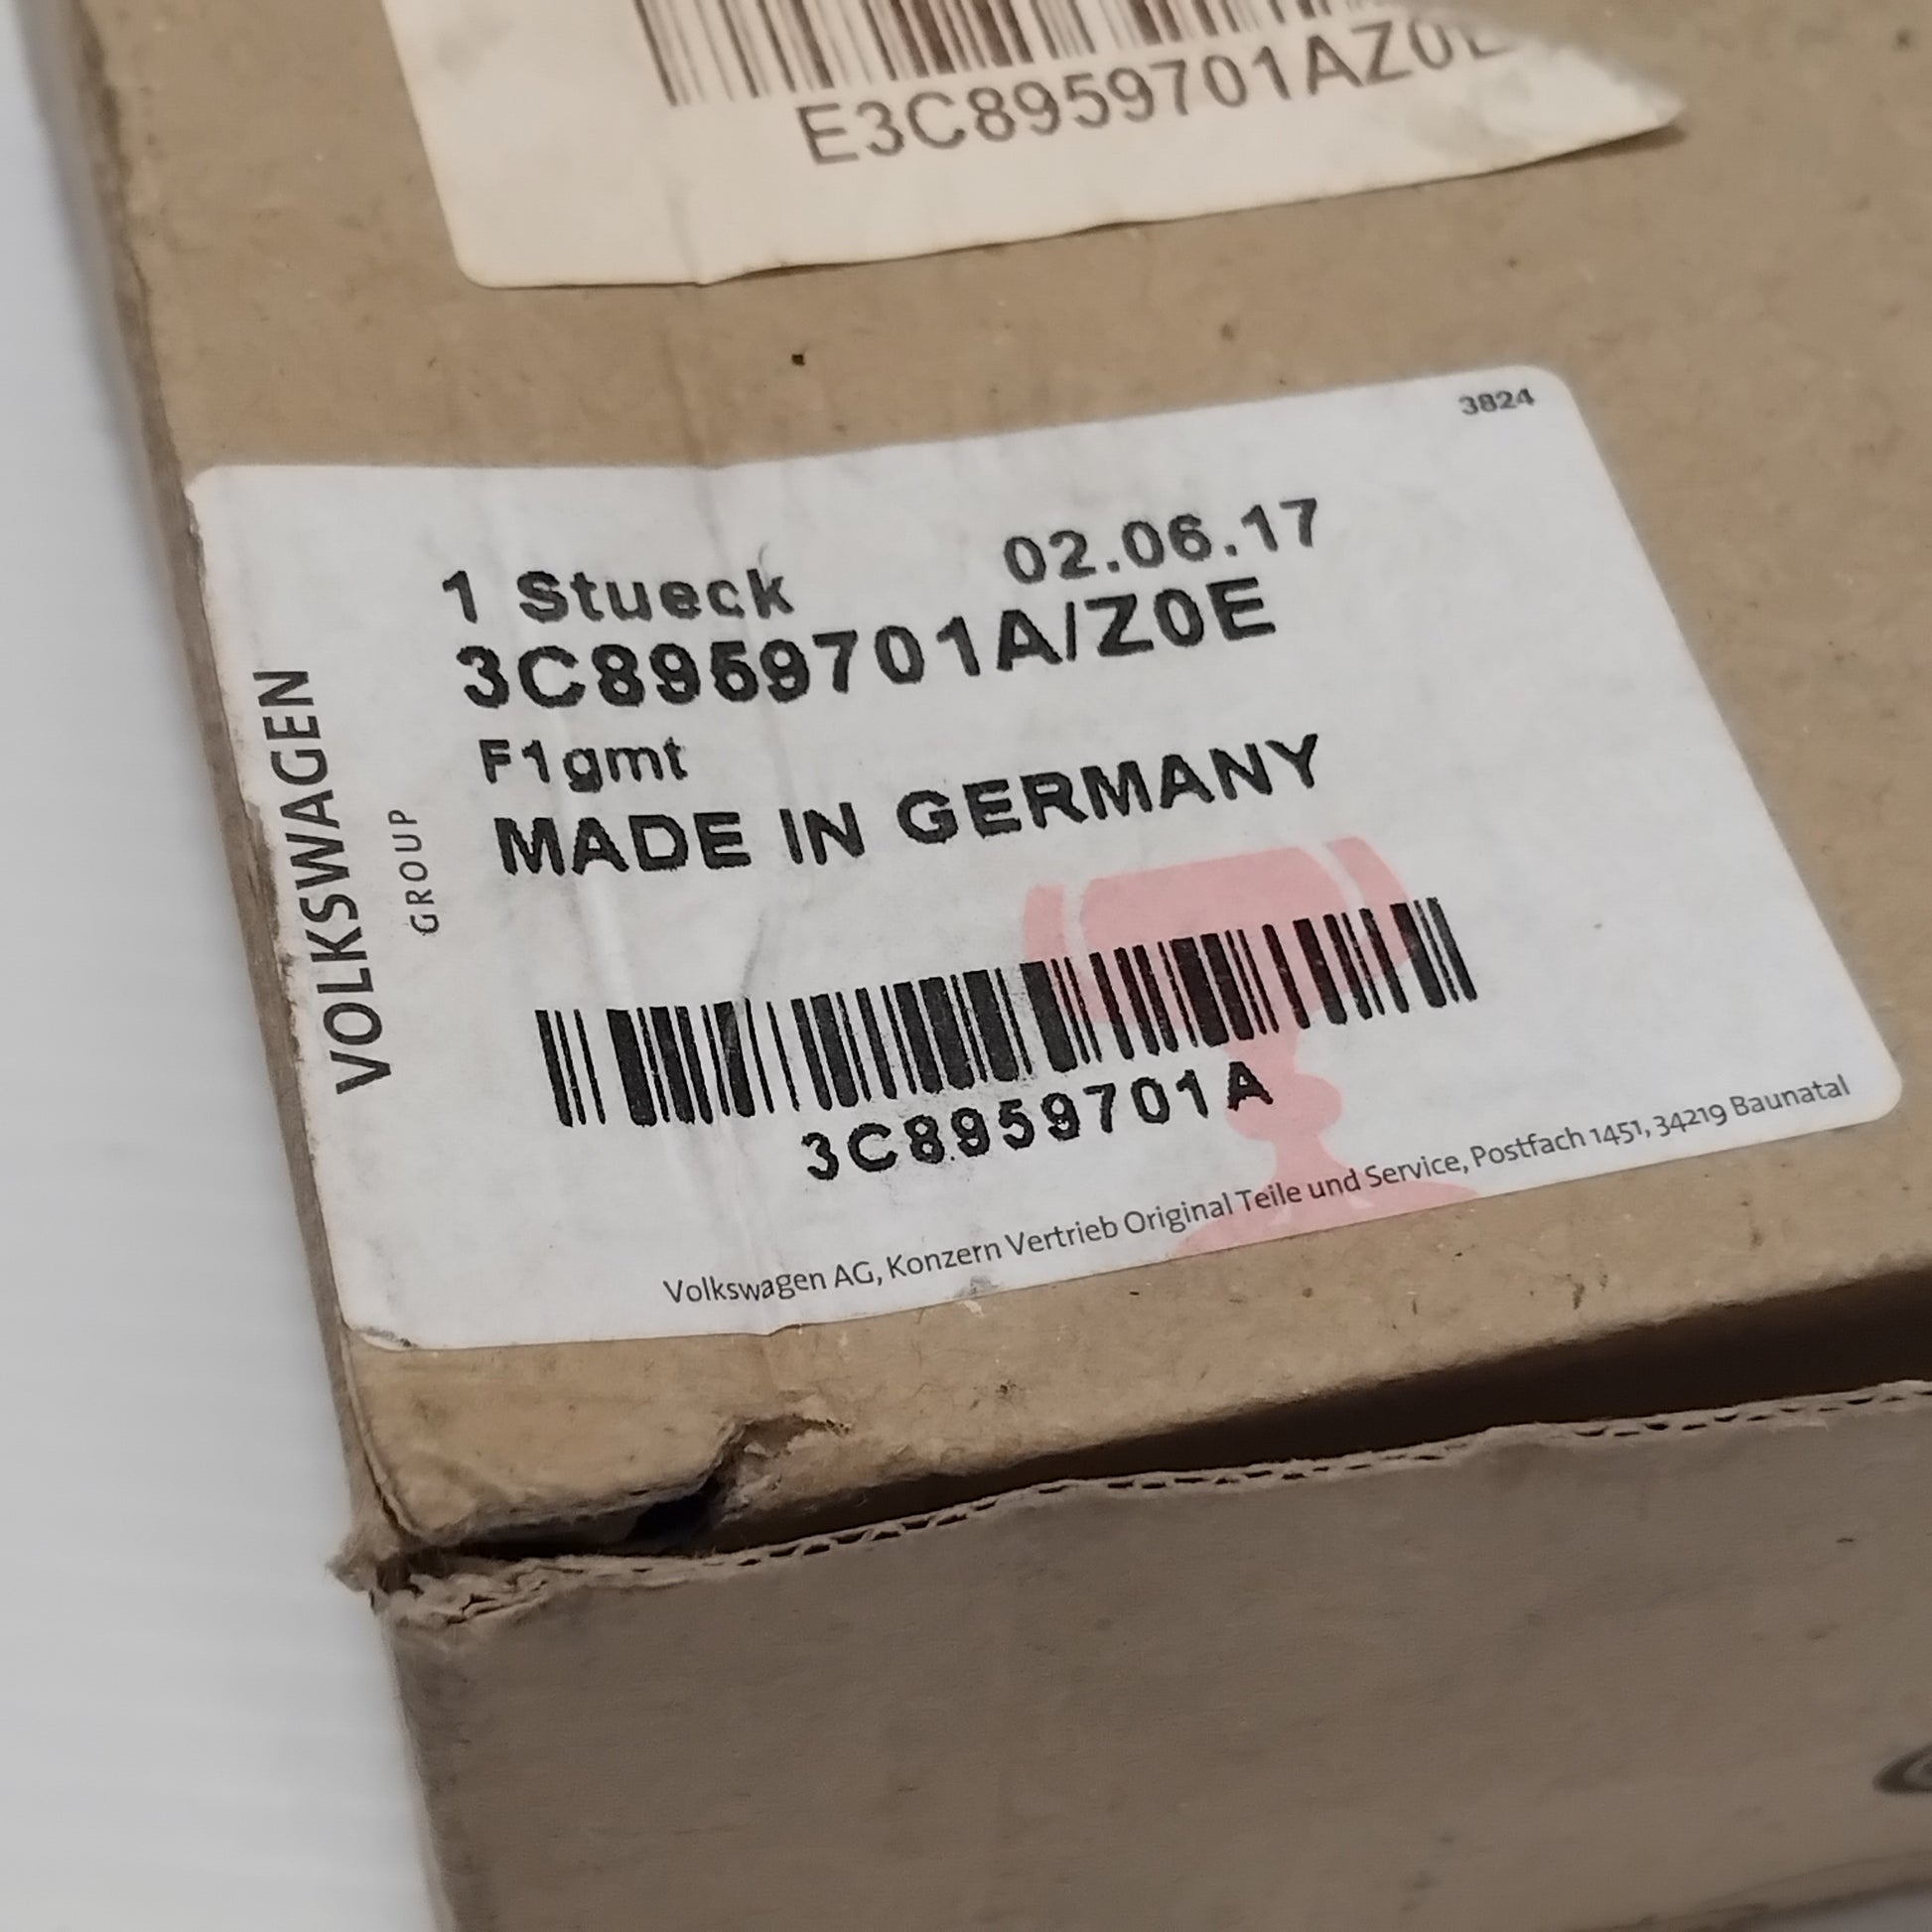 E3C8959701AZ0E
3824
1 Stueck 02.06.17
3C8959701A/Z0E
F1gmt
MADE IN GERMANY
VOLKSWAGEN
GROUP
3C8959701A
Volkswagen AG, Konzern Vertrieb Original Teile und Service, Postfach 1451, 34219 Baunatal